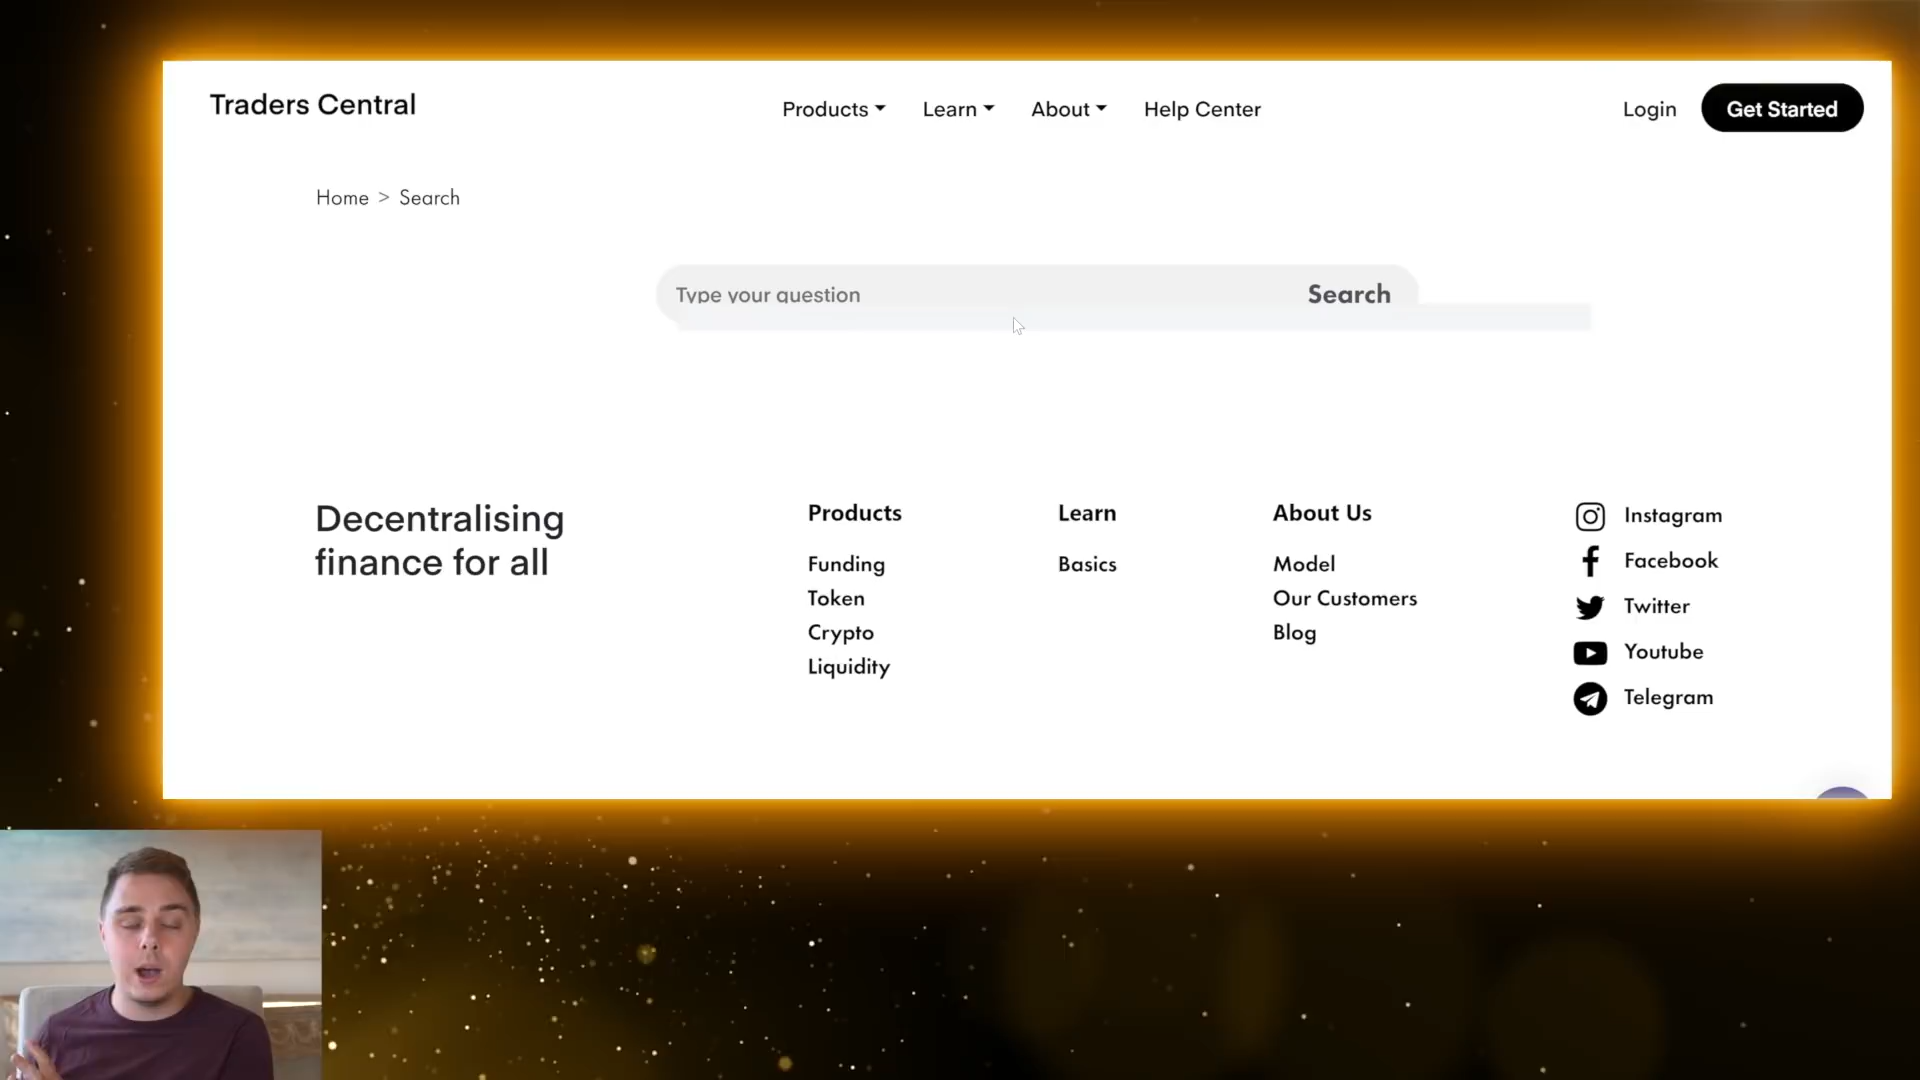 Traders Central
Products
Learn
About
Help Center
Login
Get Started
Home > Search
Type your question
Search
Decentralising
finance for all
Products
Funding
Token
Crypto
Liquidity
Learn
Basics
About Us
Model
Our Customers
Blog
Instagram
Facebook
Twitter
Youtube
Telegram